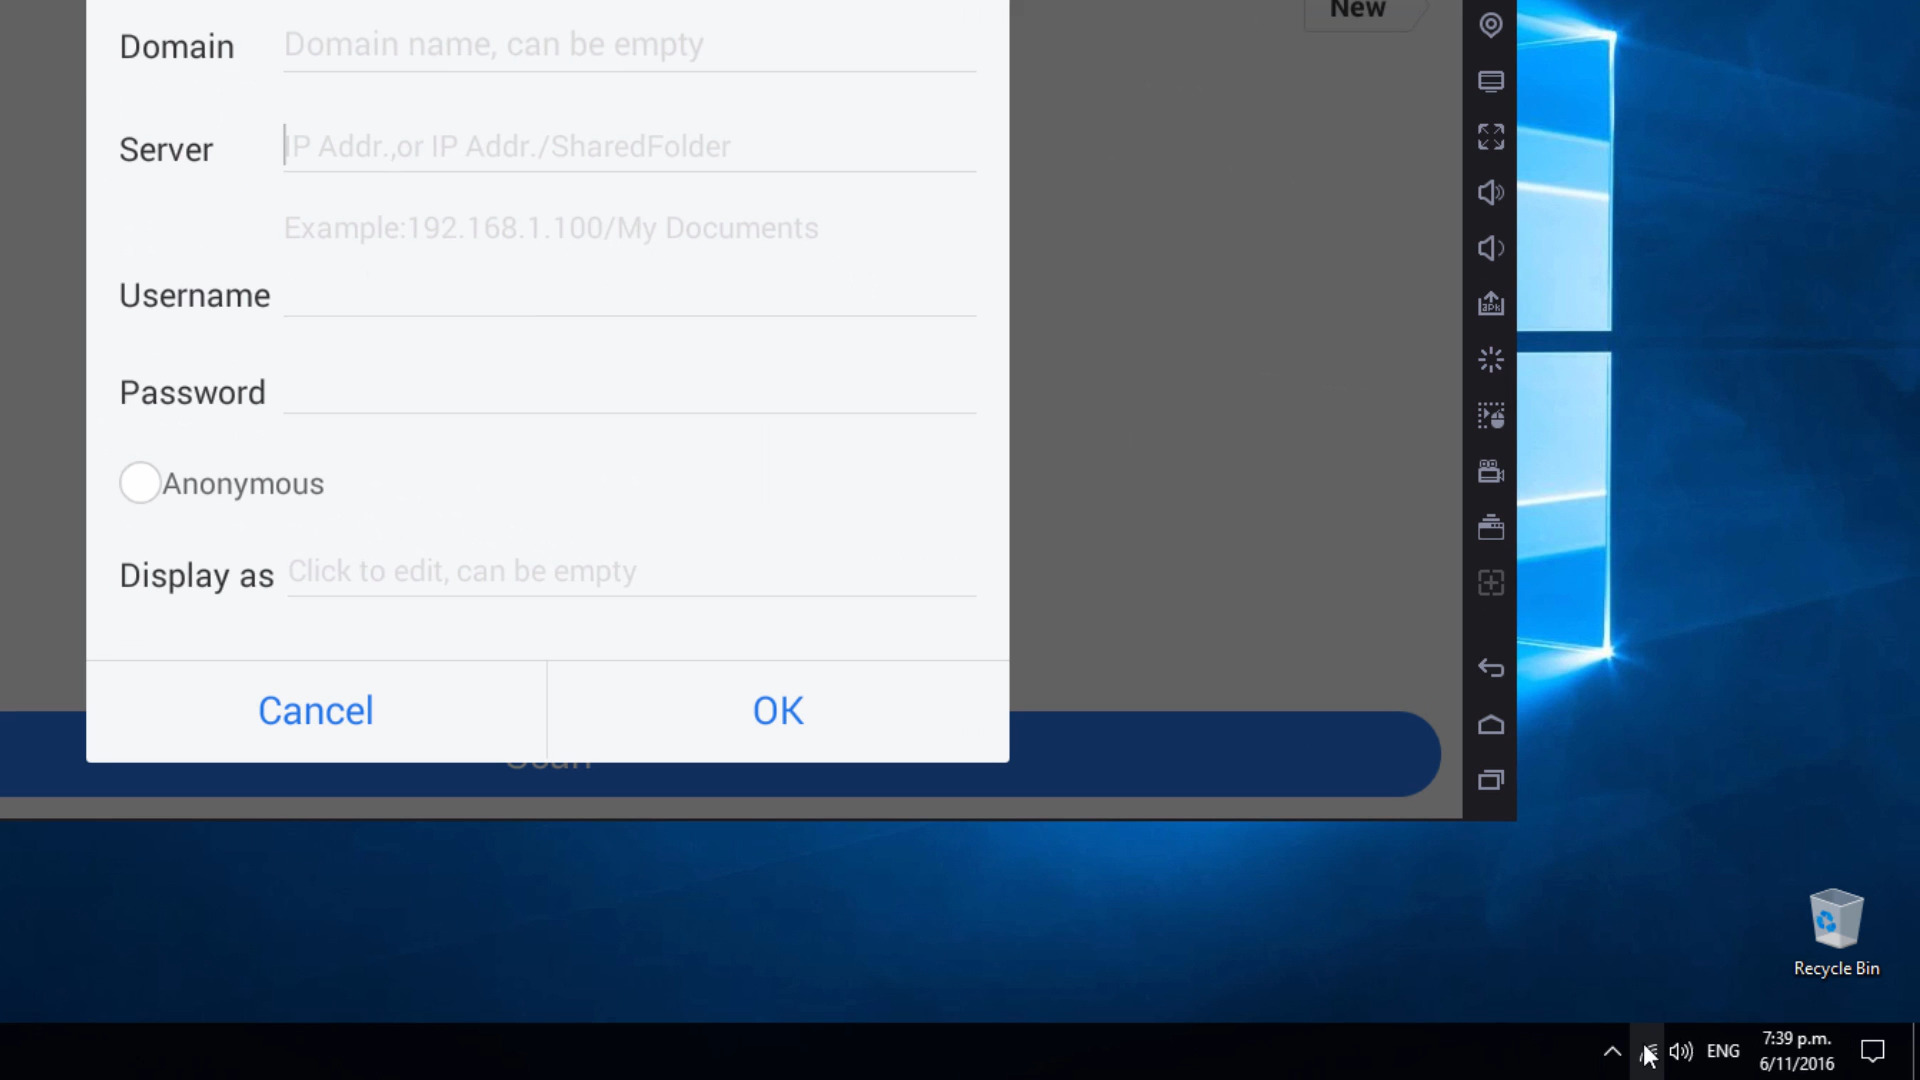 New
Domain Domain name, can be empty
Server IP Addr.,or IP Addr./SharedFolder
Example:192.168.1.100/My Documents
Username
Password
Anonymous
Display as Click to edit, can be empty
Cancel OK
Scan
Recycle Bin
ENG 7:39 p.m.
6/11/2016